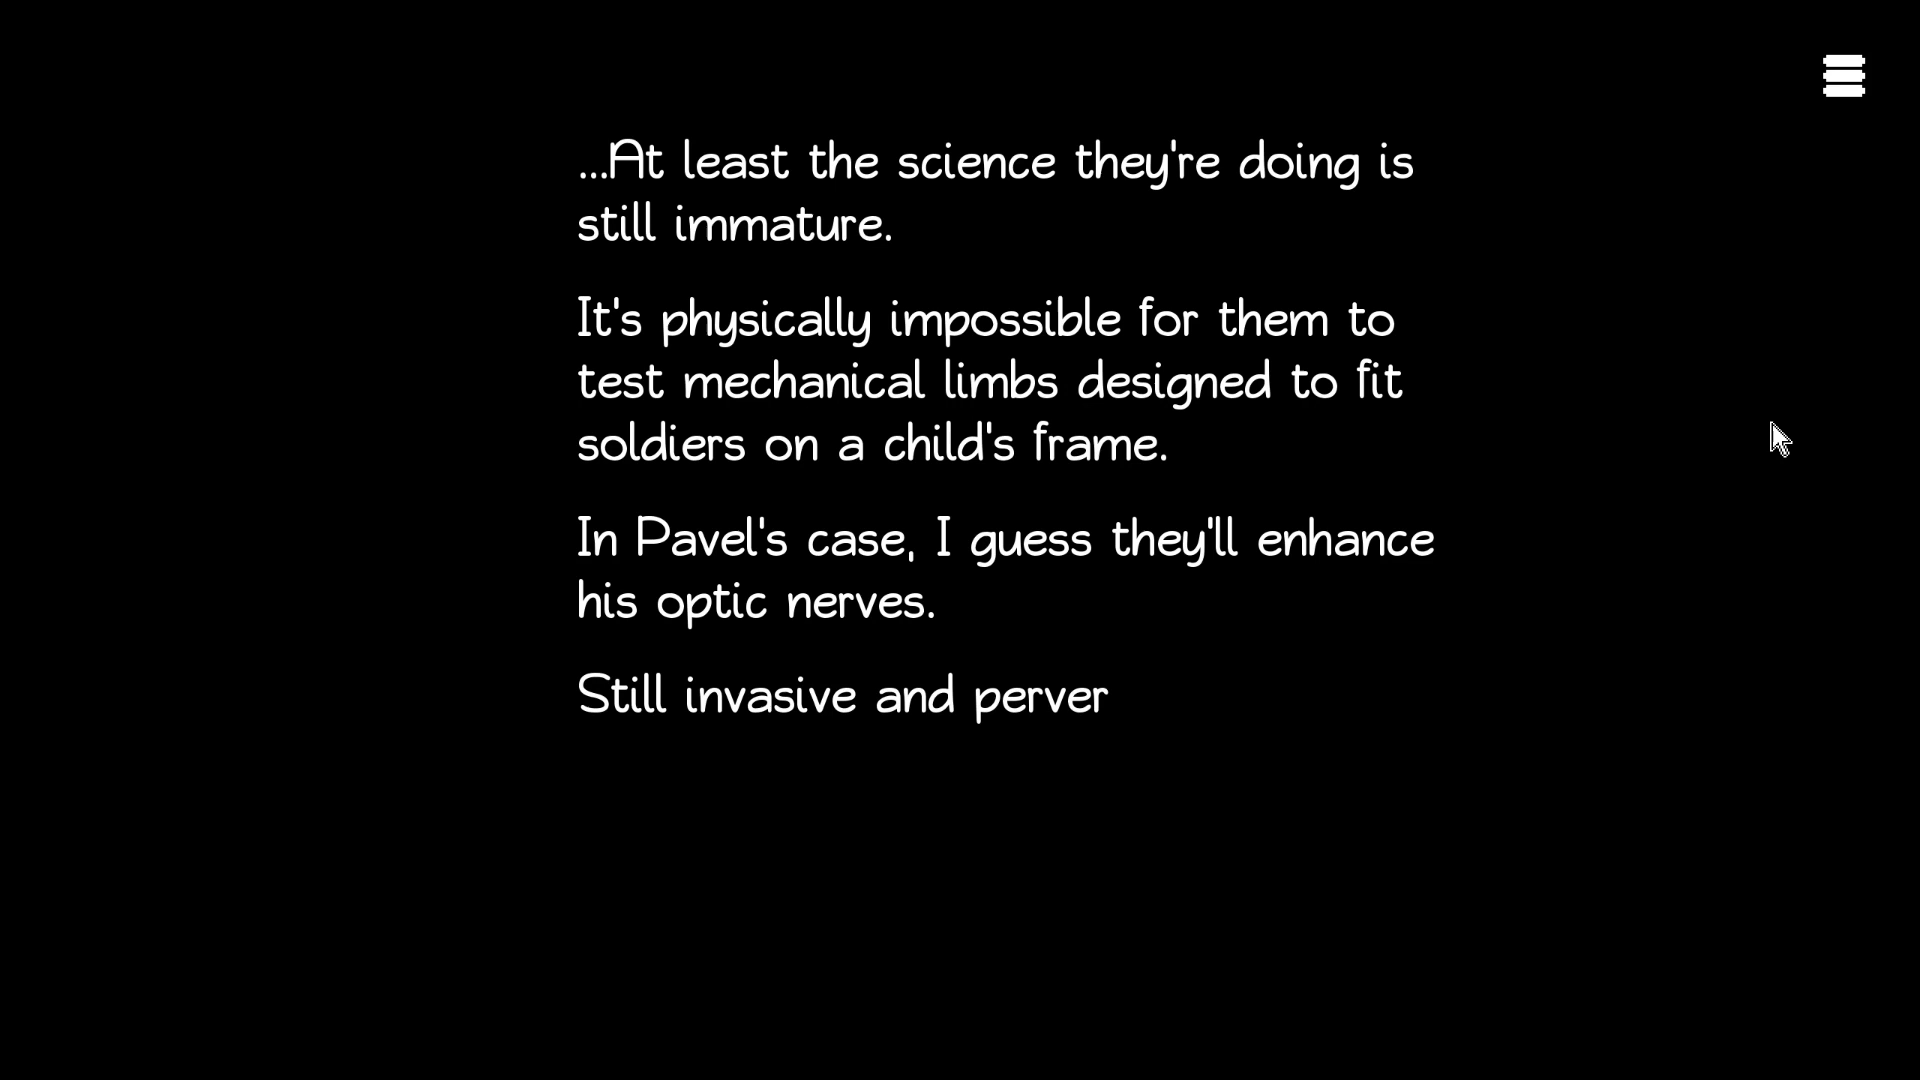 ...At least the science they're doing is
still immature.
It's physically impossible for them to
test mechanical limbs designed to fit
soldiers on a child's frame.
In Pavel's case, I guess they'll enhance
his optic nerves.
Still invasive and perver